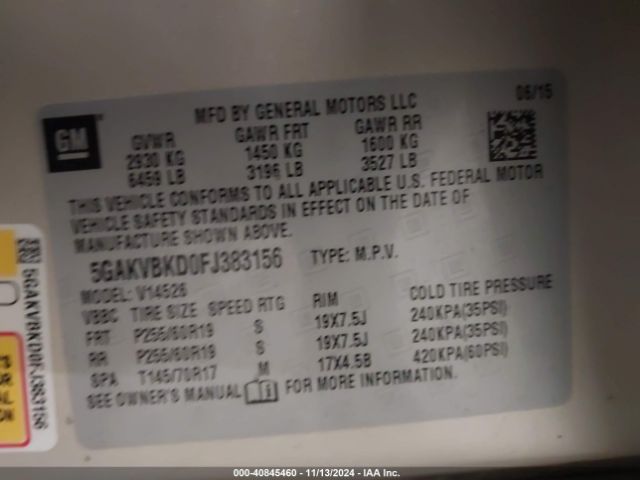 GM
MFD BY GENERAL MOTORS LLC
06/15
GVWR GAWR FRT GAWR RR
2930 KG 1450 KG 1600 KG
6459 LB 3196 LB 3527 LB
THIS VEHICLE CONFORMS TO ALL APPLICABLE U.S. FEDERAL MOTOR
VEHICLE SAFETY STANDARDS IN EFFECT ON THE DATE OF
MANUFACTURE SHOWN ABOVE.
5GAKVBKD0FJ383156 TYPE: M.P.V.
MODEL: V14526
VBBC TIRE SIZE SPEED RTG RIM COLD TIRE PRESSURE
FRT P255/60R19 S 19X7.5J 240KPA(35PSI)
RR P255/60R19 S 19X7.5J 240KPA(35PSI)
SPA T145/70R17 M 17X4.5B 420KPA(60PSI)
SEE OWNER'S MANUAL FOR MORE INFORMATION.
5GAKVBKD0FJ383156
000-40845460 - 11/13/2024 - IAA Inc.